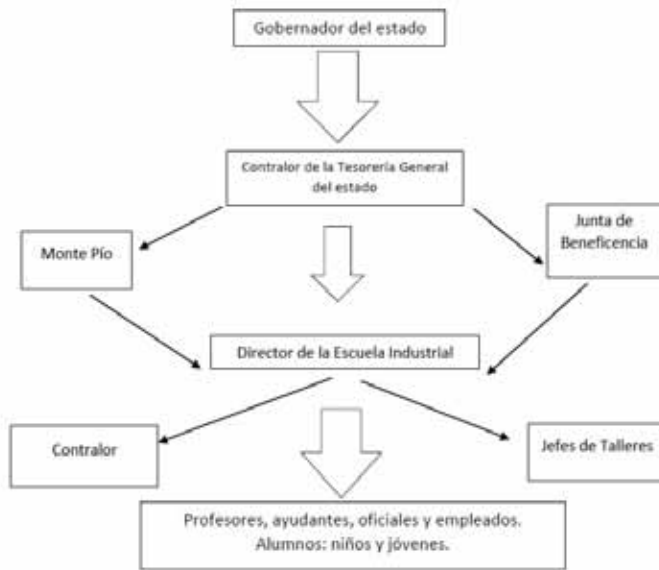 Gobernador del estado
Contralor de la Tesorería General
del estado
Monte Pío
Junta de
Beneficencia
Director de la Escuela Industrial
Contralor
Jefes de Talleres
Profesores, ayudantes, oficiales y empleados.
Alumnos: niños y jóvenes.